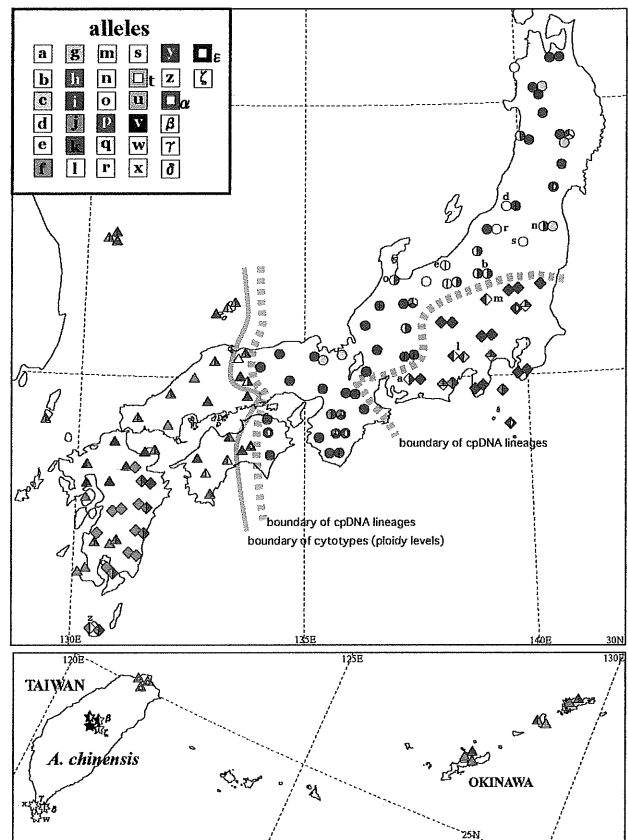 alleles
a g m s y ε
b h n t z ζ
c i o u α
d j p v β
e k q w γ
f l r x δ
d
r
n
s
e
b
o
m
l
a
c
z
boundary of cpDNA lineages
boundary of cpDNA lineages
boundary of cytotypes (ploidy levels)
130E 135E 140E 30N
120E 125E 130E
TAIWAN
β
ζ
A. chinensis
OKINAWA
x γ
δ
w
25N